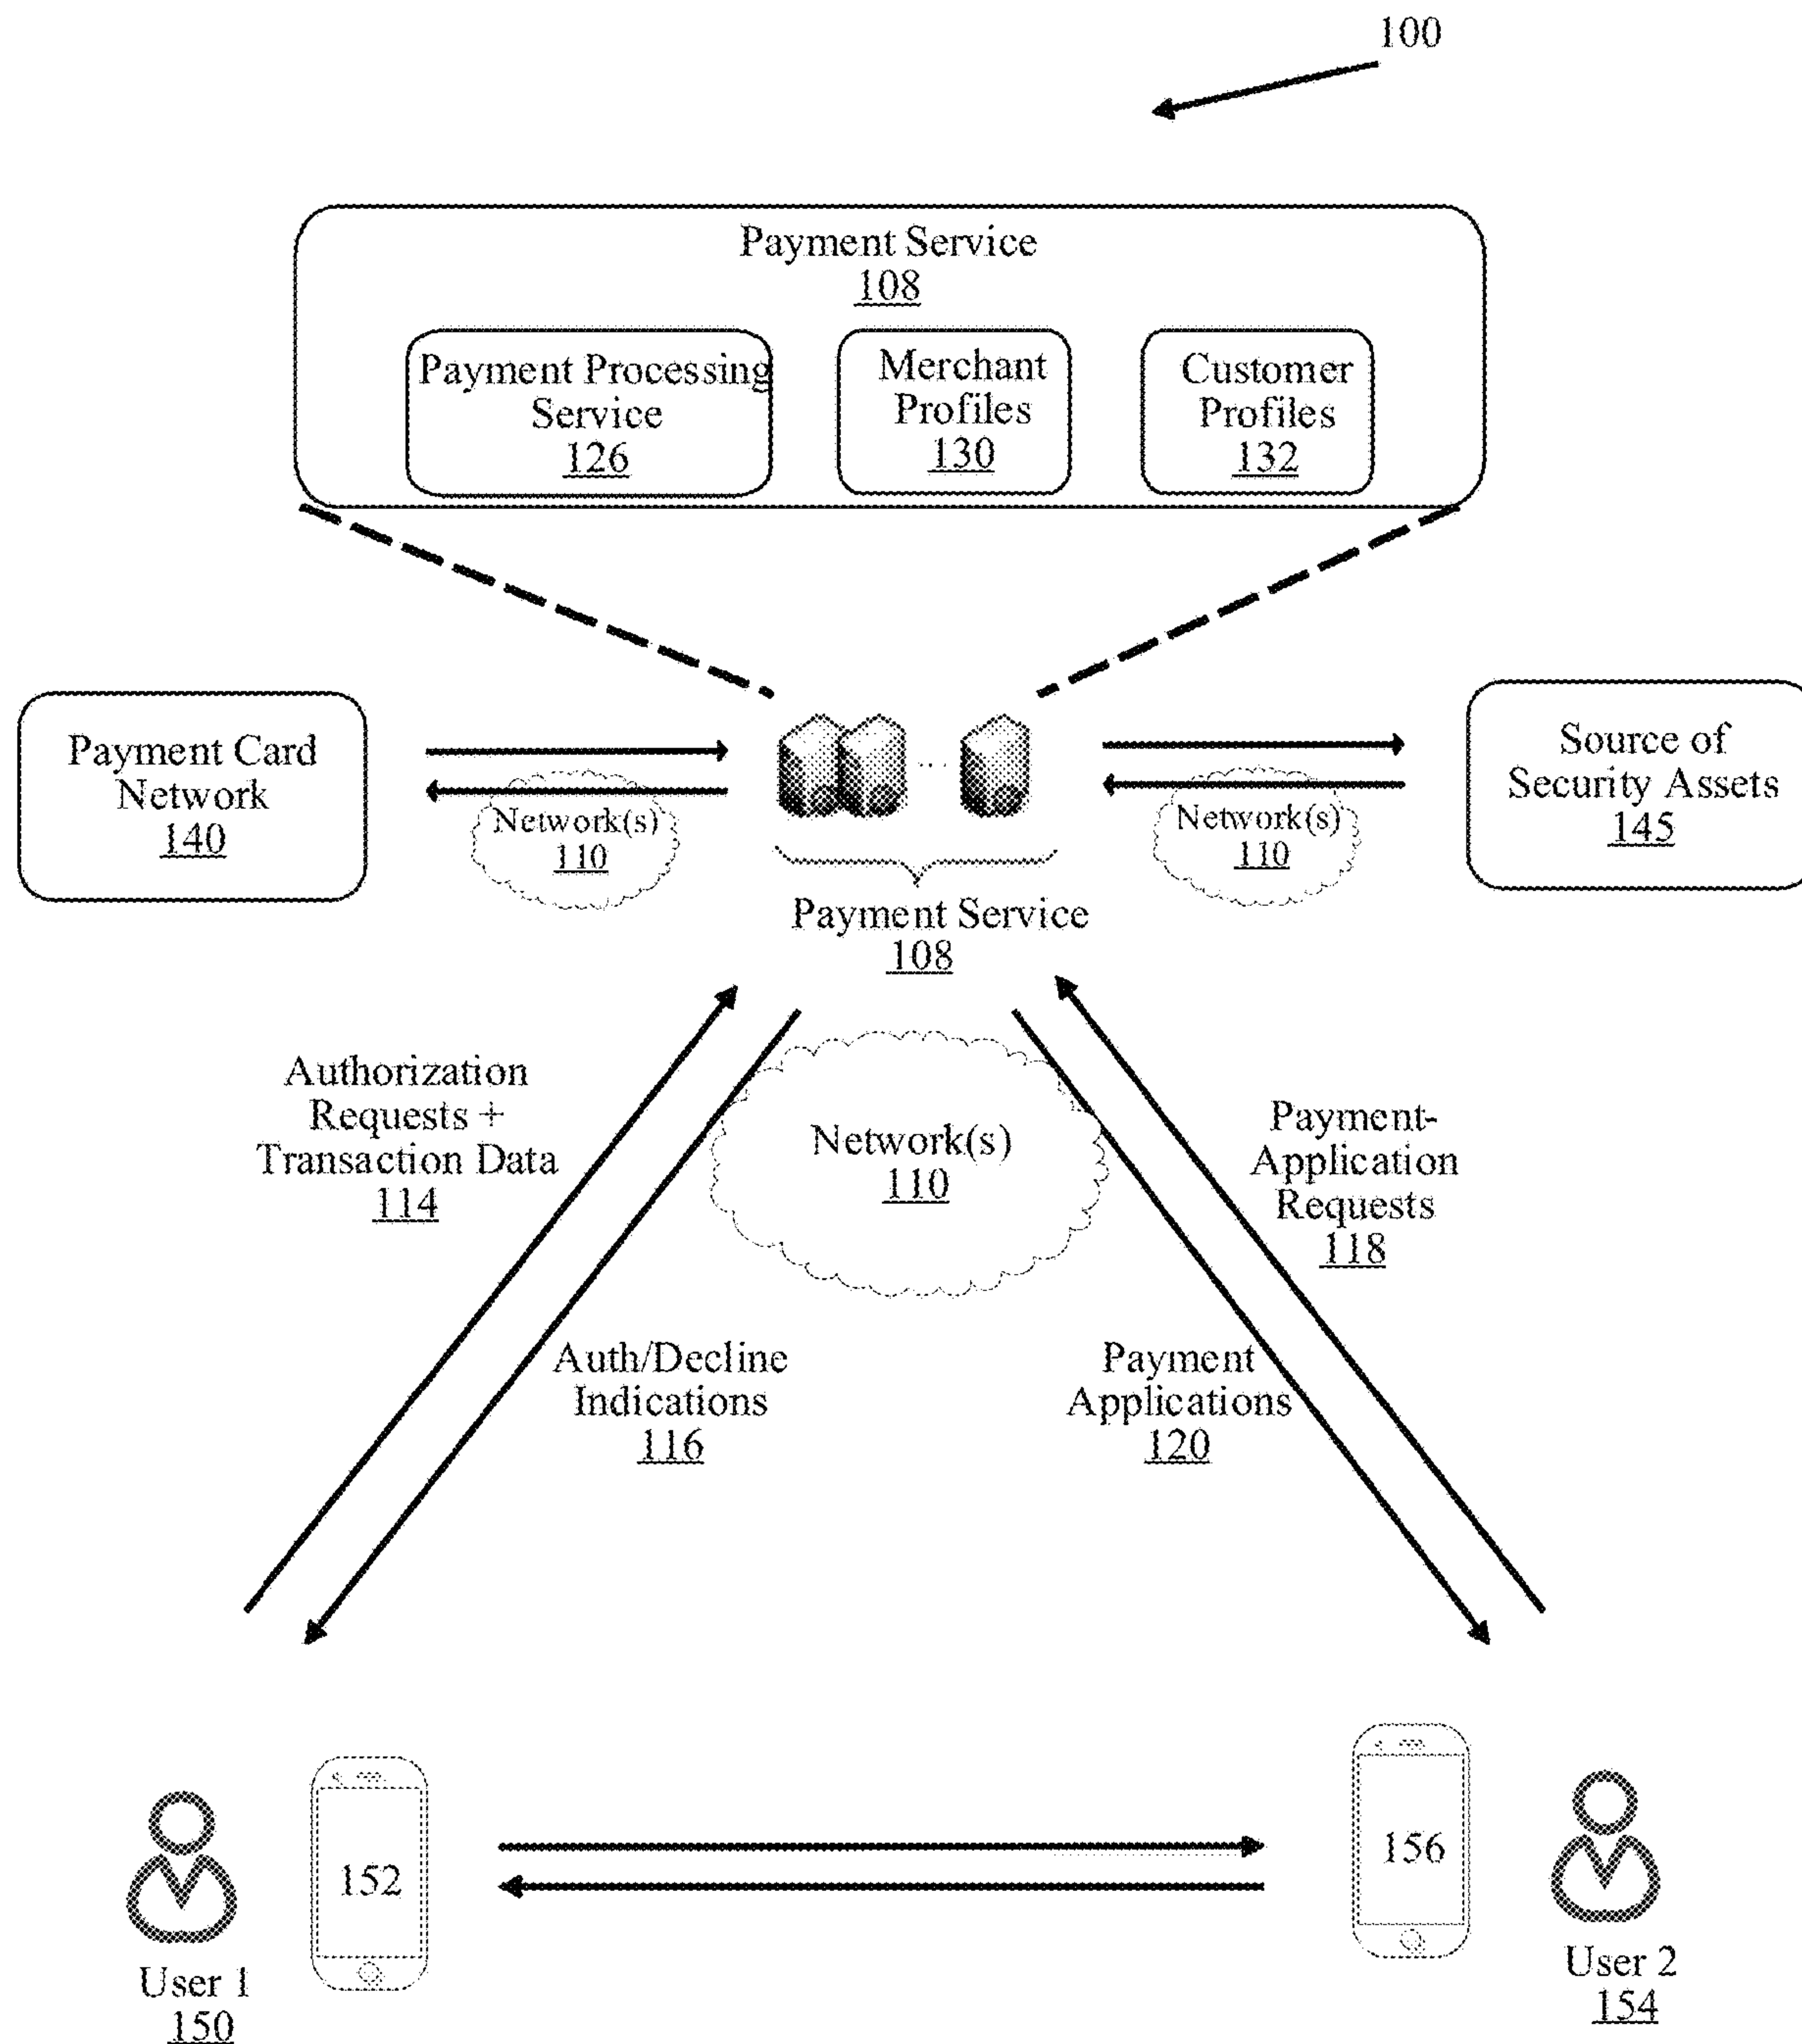 100
Payment Service
108
Payment Processing
Service
126
Merchant
Profiles
130
Customer
Profiles
132
Payment Card
Network
140
Network(s)
110
Payment Service
108
Network(s)
110
Source of
Security Assets
145
Authorization
Requests +
Transaction Data
114
Network(s)
110
Payment-
Application
Requests
118
Auth/Decline
Indications
116
Payment
Applications
120
152
User 1
150
156
User 2
154